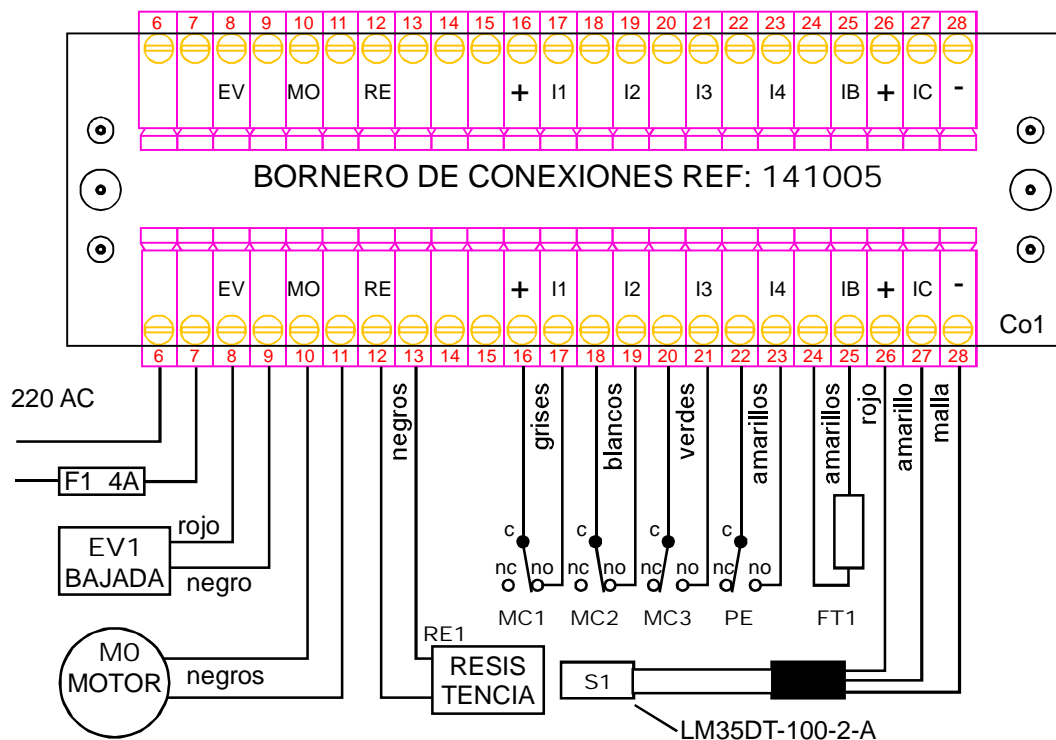 6 7 8 9 10 11 12 13 14 15 16 17 18 19 20 21 22 23 24 25 26 27 28
EV MO RE + I1 I2 I3 I4 IB + IC -
BORNERO DE CONEXIONES REF: 141005
EV MO RE + I1 I2 I3 I4 IB + IC -
Co1
6 7 8 9 10 11 12 13 14 15 16 17 18 19 20 21 22 23 24 25 26 27 28
220 AC
negros
grises
blancos
verdes
amarillos
amarillos
rojo
amarillo
malla
F1 4A
rojo
EV1
BAJADA
negro
c c c c
nc no nc no nc no nc no
MC1 MC2 MC3 PE FT1
RE1
MO
MOTOR
negros
RESIS
TENCIA
S1
LM35DT-100-2-A